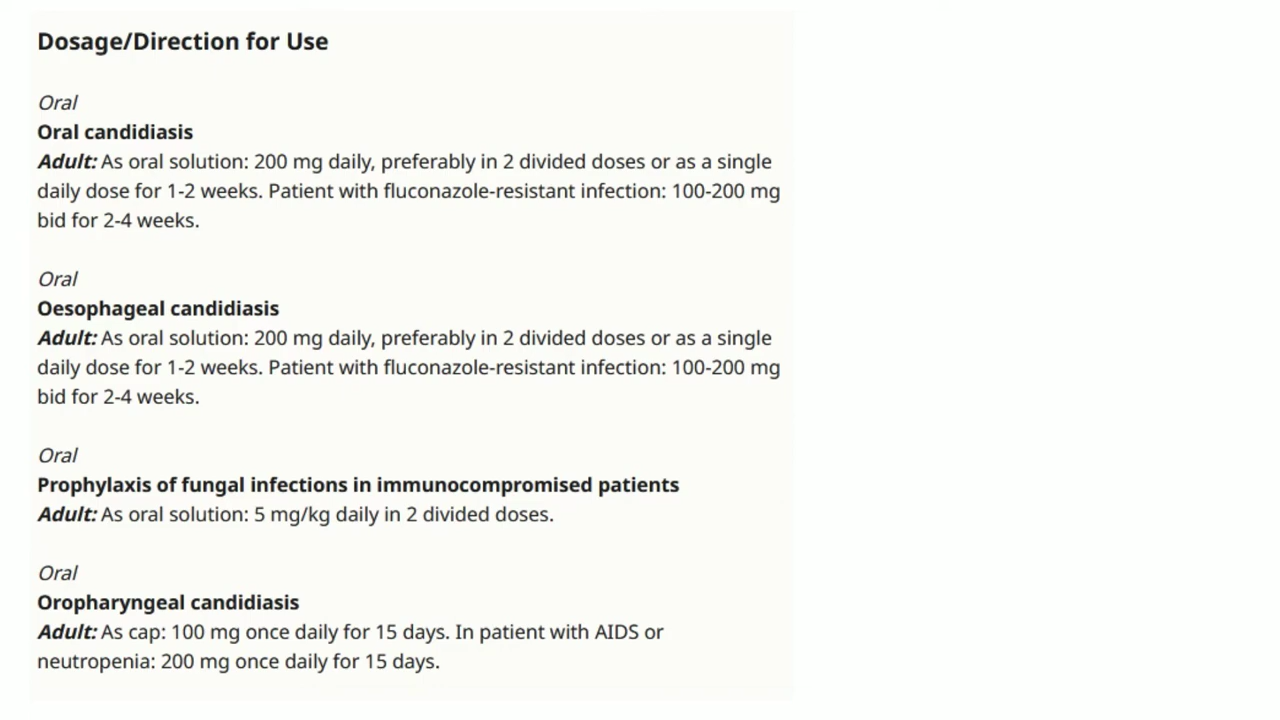 Dosage/Direction for Use
Oral
Oral candidiasis
Adult: As oral solution: 200 mg daily, preferably in 2 divided doses or as a single
daily dose for 1-2 weeks. Patient with fluconazole-resistant infection: 100-200 mg
bid for 2-4 weeks.
Oral
Oesophageal candidiasis
Adult: As oral solution: 200 mg daily, preferably in 2 divided doses or as a single
daily dose for 1-2 weeks. Patient with fluconazole-resistant infection: 100-200 mg
bid for 2-4 weeks.
Oral
Prophylaxis of fungal infections in immunocompromised patients
Adult: As oral solution: 5 mg/kg daily in 2 divided doses.
Oral
Oropharyngeal candidiasis
Adult: As cap: 100 mg once daily for 15 days. In patient with AIDS or
neutropenia: 200 mg once daily for 15 days.